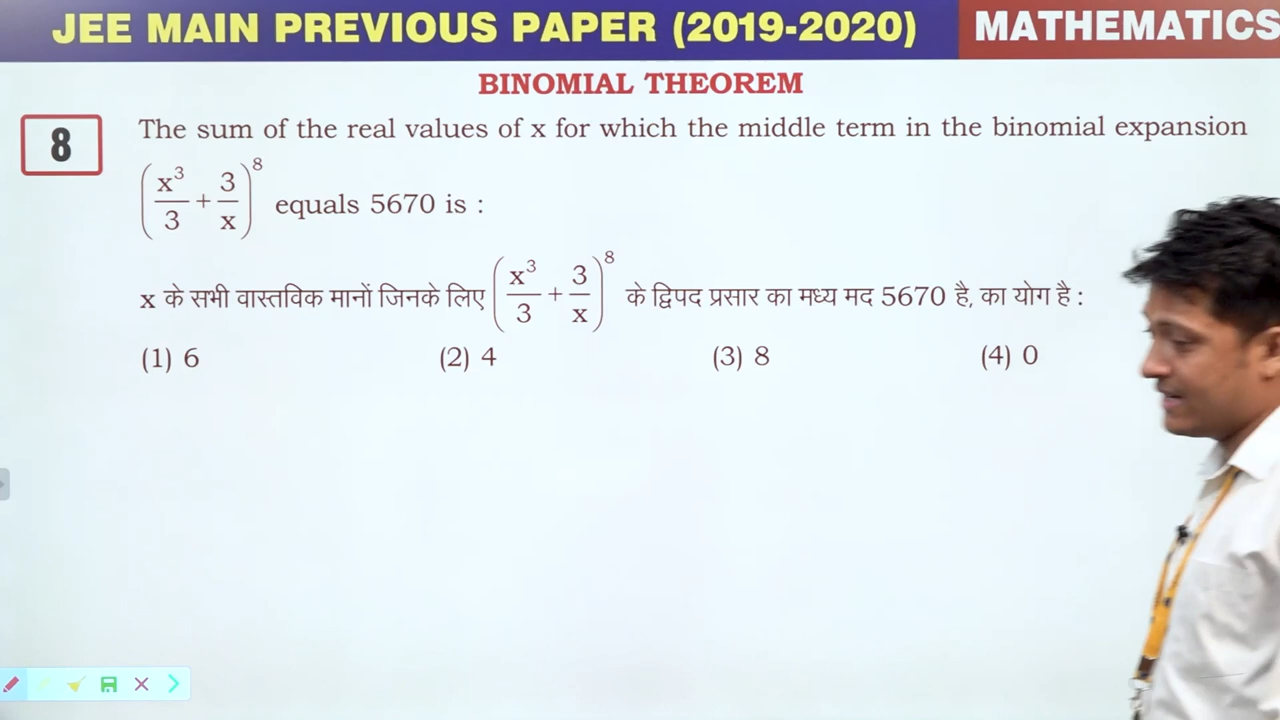 JEE MAIN PREVIOUS PAPER (2019-2020) MATHEMATICS
BINOMIAL THEOREM
8 The sum of the real values of x for which the middle term in the binomial expansion
(x³/3 + 3/x)⁸ equals 5670 is :
x के सभी वास्तविक मानों जिनके लिए (x³/3 + 3/x)⁸ के द्विपद प्रसार का मध्य मद 5670 है, का योग है :
(1) 6 (2) 4 (3) 8 (4) 0